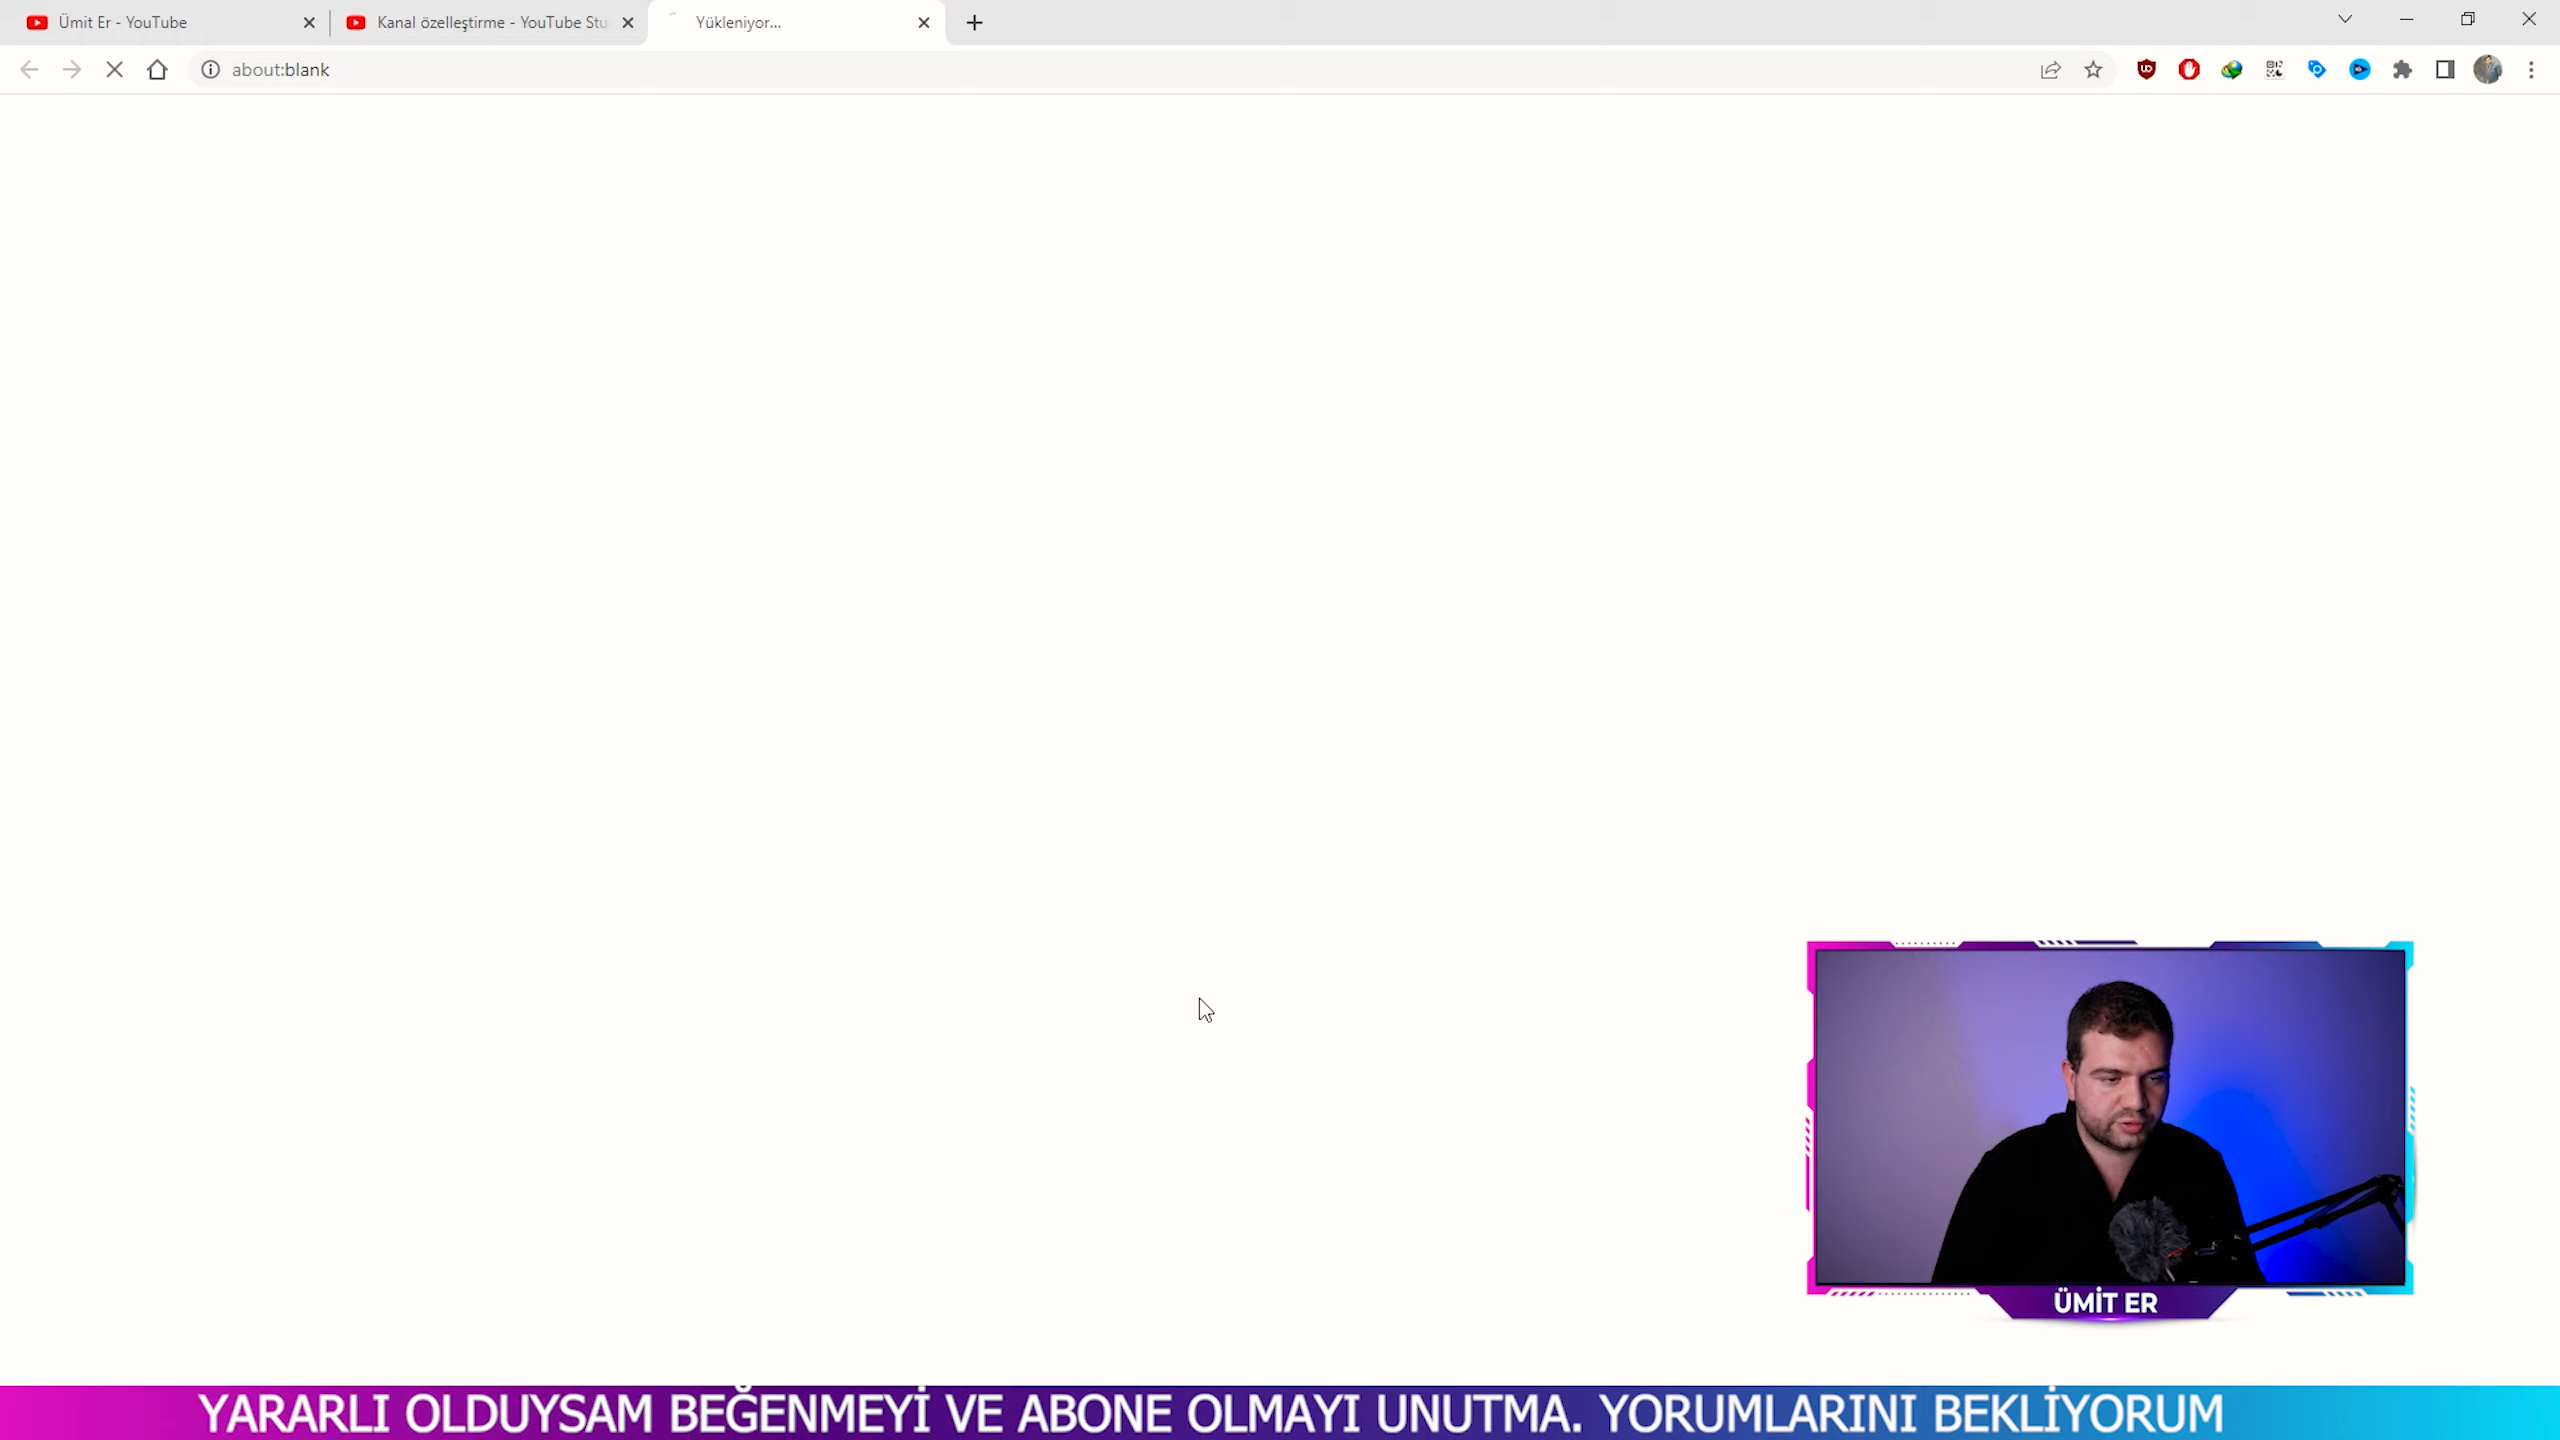 Ümit Er - YouTube
Kanal özelleştirme - YouTube Stu
Yükleniyor...
about:blank
ÜMİT ER
YARARLI OLDUYSAM BEĞENMEYİ VE ABONE OLMAYI UNUTMA. YORUMLARINI BEKLİYORUM